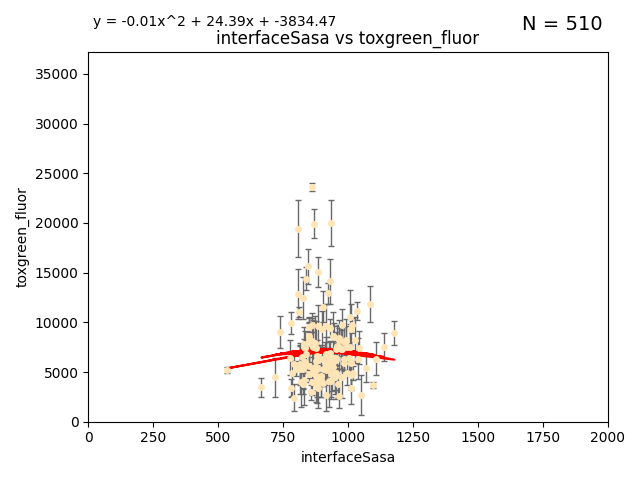 y = -0.01x^2 + 24.39x + -3834.47
N = 510
interfaceSasa vs toxgreen_fluor
35000
30000
25000
20000
15000
10000
5000
0
toxgreen_fluor
0 250 500 750 1000 1250 1500 1750 2000
interfaceSasa